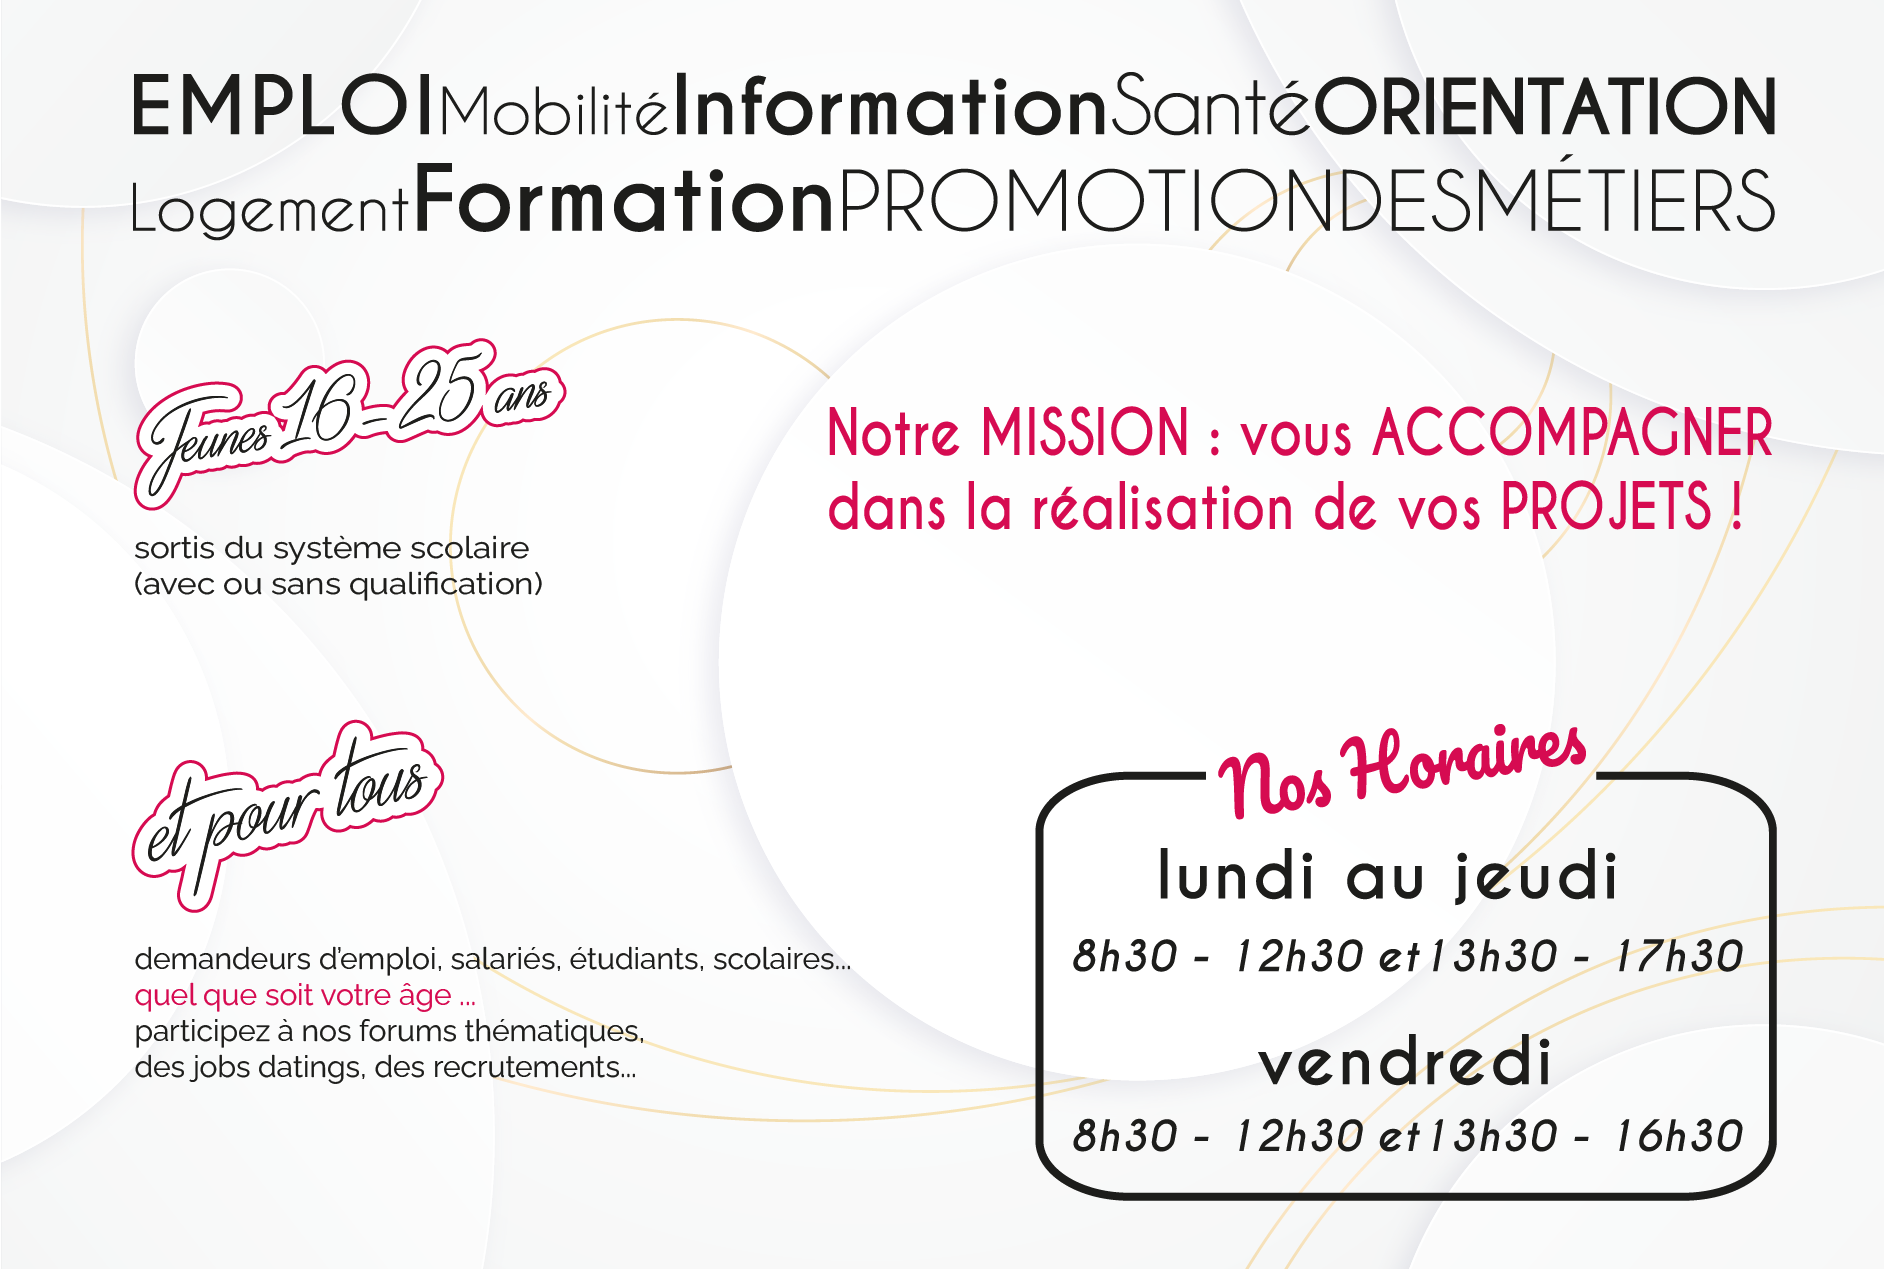 EMPLOIMobilitéInformationSantéORIENTATION
LogementFormationPROMOTIONDESMÉTIERS
Jeunes 16-25 ans
sortis du système scolaire
(avec ou sans qualification)
Notre MISSION : vous ACCOMPAGNER
dans la réalisation de vos PROJETS !
et pour tous
demandeurs d’emploi, salariés, étudiants, scolaires...
quel que soit votre âge ...
participez à nos forums thématiques,
des jobs datings, des recrutements...
Nos Horaires
lundi au jeudi
8h30 - 12h30 et 13h30 - 17h30
vendredi
8h30 - 12h30 et 13h30 - 16h30